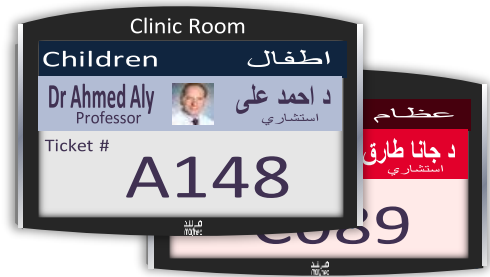 Clinic Room
Children اطفال
Dr Ahmed Aly د احمد على
Professor استشاري
Ticket #
A148
عظام
د جانا طارق
استشاري
C089